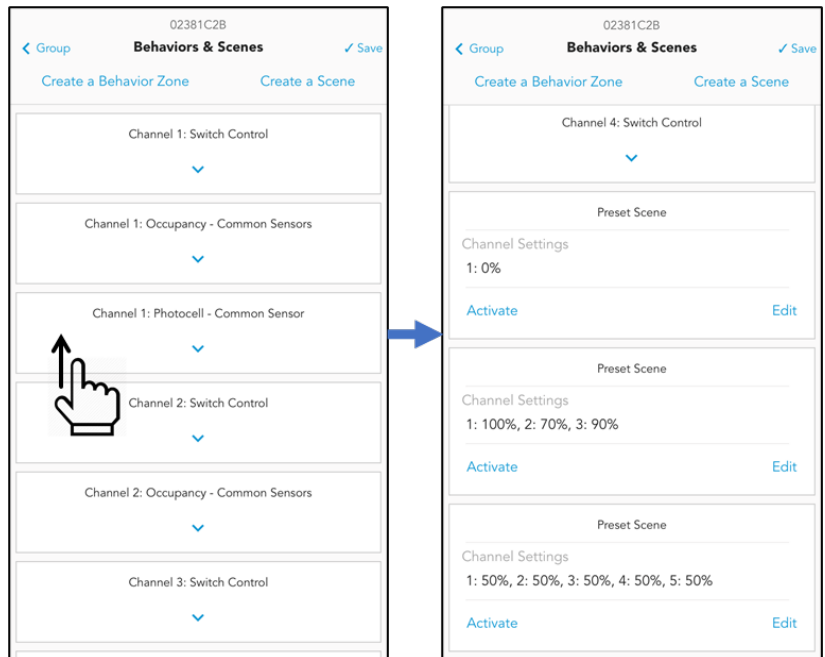 02381C2B
Group Behaviors & Scenes ✓ Save
Create a Behavior Zone Create a Scene
Channel 1: Switch Control
Channel 1: Occupancy - Common Sensors
Channel 1: Photocell - Common Sensor
Channel 2: Switch Control
Channel 2: Occupancy - Common Sensors
Channel 3: Switch Control
02381C2B
Group Behaviors & Scenes ✓ Save
Create a Behavior Zone Create a Scene
Channel 4: Switch Control
Preset Scene
Channel Settings
1: 0%
Activate Edit
Preset Scene
Channel Settings
1: 100%, 2: 70%, 3: 90%
Activate Edit
Preset Scene
Channel Settings
1: 50%, 2: 50%, 3: 50%, 4: 50%, 5: 50%
Activate Edit